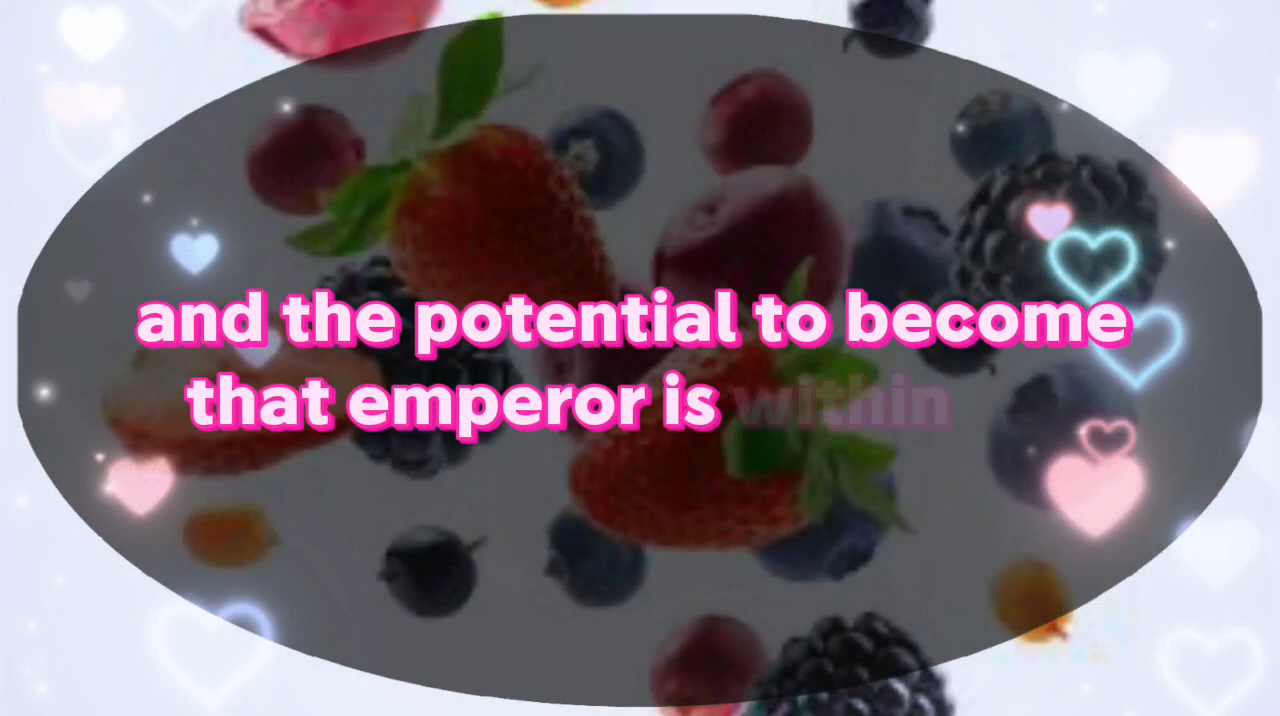 and the potential to become
that emperor is within